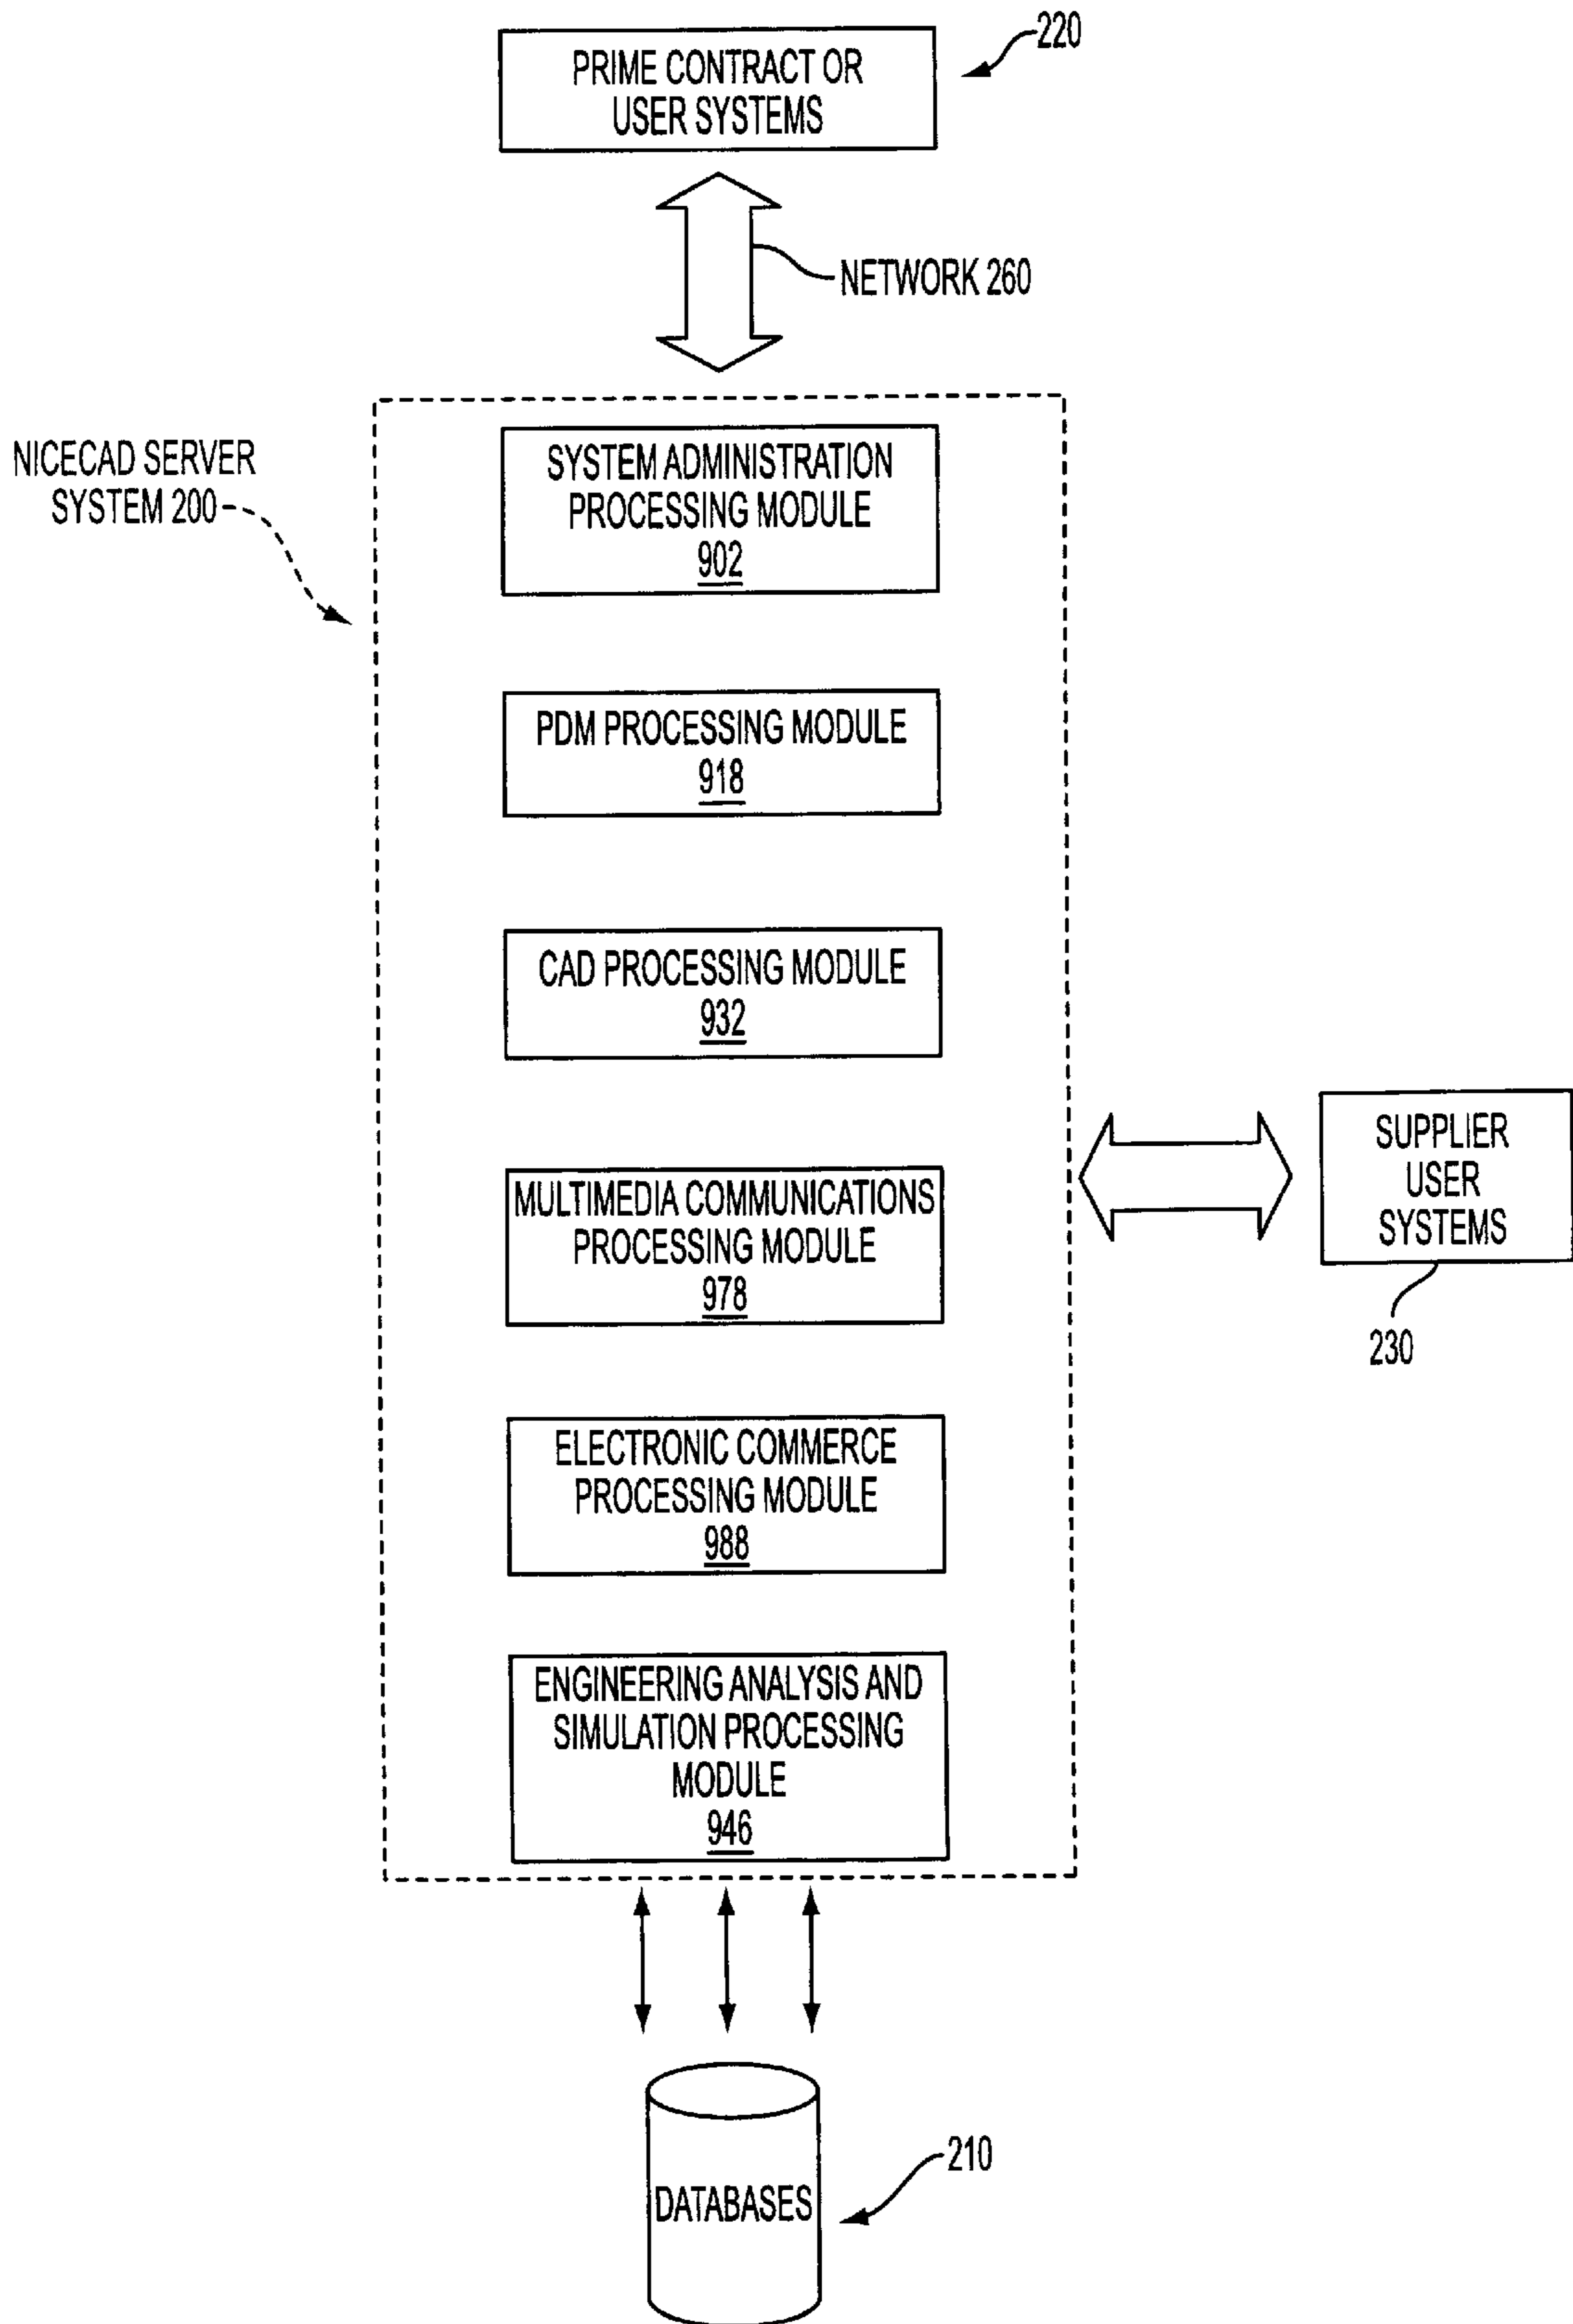 PRIME CONTRACT OR
USER SYSTEMS
220
NETWORK 260
NICECAD SERVER
SYSTEM 200
SYSTEM ADMINISTRATION
PROCESSING MODULE
902
PDM PROCESSING MODULE
918
CAD PROCESSING MODULE
932
MULTIMEDIA COMMUNICATIONS
PROCESSING MODULE
978
SUPPLIER
USER
SYSTEMS
230
ELECTRONIC COMMERCE
PROCESSING MODULE
988
ENGINEERING ANALYSIS AND
SIMULATION PROCESSING
MODULE
946
DATABASES
210